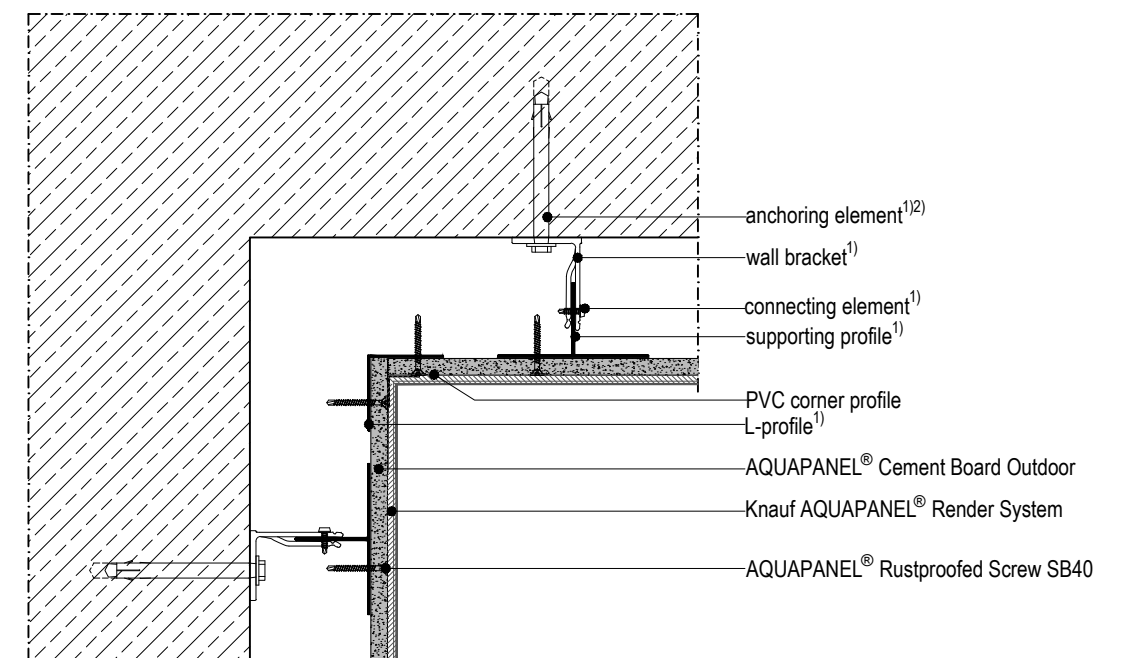 anchoring element1)2)
wall bracket1)
connecting element1)
supporting profile1)
PVC corner profile
L-profile1)
AQUAPANEL® Cement Board Outdoor
Knauf AQUAPANEL® Render System
AQUAPANEL® Rustproofed Screw SB40